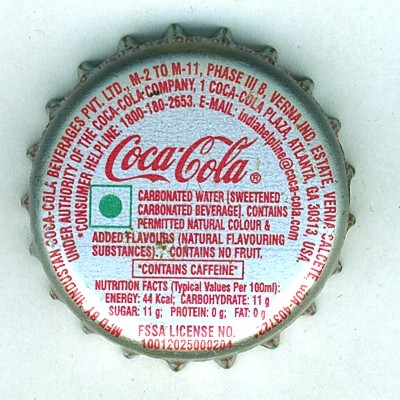 MFD BY HINDUSTAN COCA-COLA BEVERAGES PVT. LTD., M-2 TO M-11, PHASE III B, VERNA IND. ESTATE, VERNA, SALCETE, GOA-403722*
UNDER AUTHORITY OF THE COCA-COLA COMPANY, 1 COCA-COLA PLAZA, ATLANTA, GA 30313 USA
*CONSUMER HELPLINE: 1800-180-2653, E-MAIL: indiahelpline@coca-cola.com
Coca-Cola ®
CARBONATED WATER [SWEETENED
CARBONATED BEVERAGE]. CONTAINS
PERMITTED NATURAL COLOUR &
ADDED FLAVOURS (NATURAL FLAVOURING
SUBSTANCES). CONTAINS NO FRUIT.
"CONTAINS CAFFEINE"
NUTRITION FACTS (Typical Values Per 100ml):
ENERGY: 44 Kcal; CARBOHYDRATE: 11 g
SUGAR: 11 g; PROTEIN: 0 g; FAT: 0 g
FSSA LICENSE NO.
10012025000204